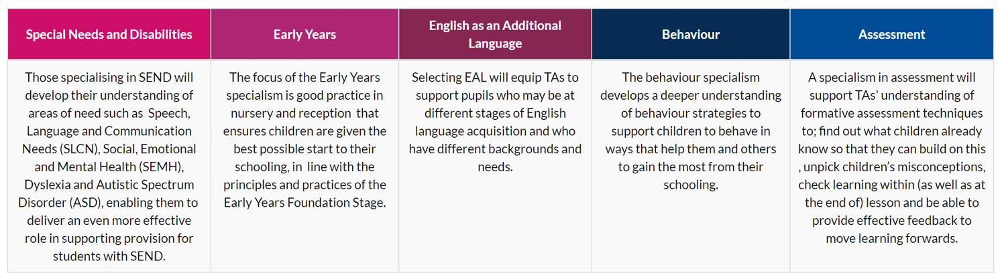 Special Needs and Disabilities
Early Years
English as an Additional
Language
Behaviour
Assessment
Those specialising in SEND will
develop their understanding of
areas of need such as  Speech,
Language and Communication
Needs (SLCN), Social, Emotional
and Mental Health (SEMH),
Dyslexia and Autistic Spectrum
Disorder (ASD), enabling them to
deliver an even more effective
role in supporting provision for
students with SEND.
The focus of the Early Years
specialism is good practice in
nursery and reception  that
ensures children are given the
best possible start to their
schooling, in  line with the
principles and practices of the
Early Years Foundation Stage.
Selecting EAL will equip TAs to
support pupils who may be at
different stages of English
language acquisition and who
have different backgrounds and
needs.
The behaviour specialism
develops a deeper understanding
of behaviour strategies to
support children to behave in
ways that help them and others
to gain the most from their
schooling.
A specialism in assessment will
support TAs' understanding of
formative assessment techniques
to; find out what children already
know so that they can build on this
, unpick children’s misconceptions,
check learning within (as well as at
the end of) lesson and be able to
provide effective feedback to
move learning forwards.